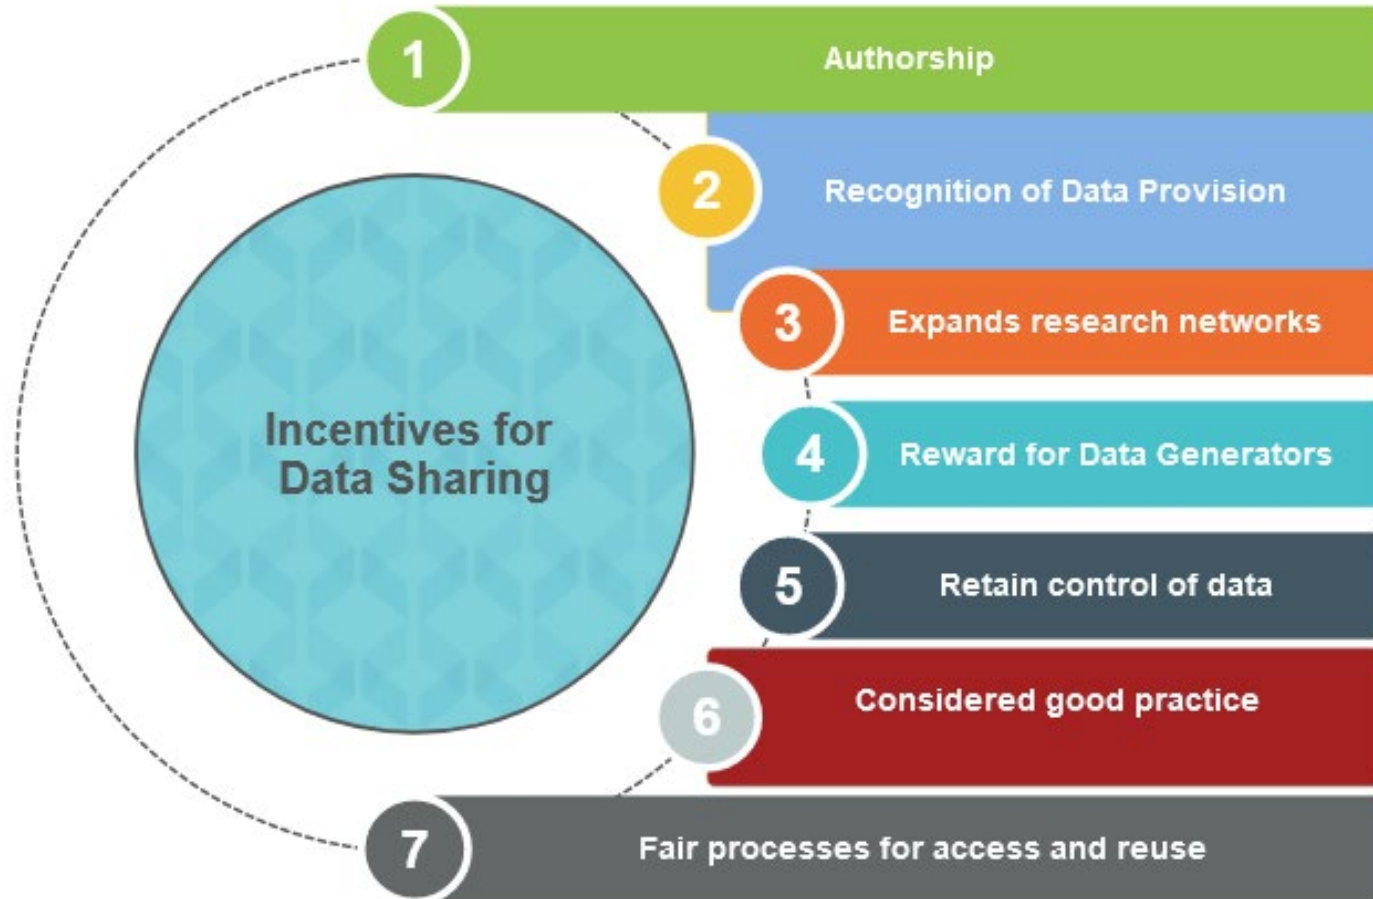 1
Authorship
2
Recognition of Data Provision
3
Expands research networks
Incentives for
Data Sharing
4
Reward for Data Generators
5
Retain control of data
6
Considered good practice
7
Fair processes for access and reuse